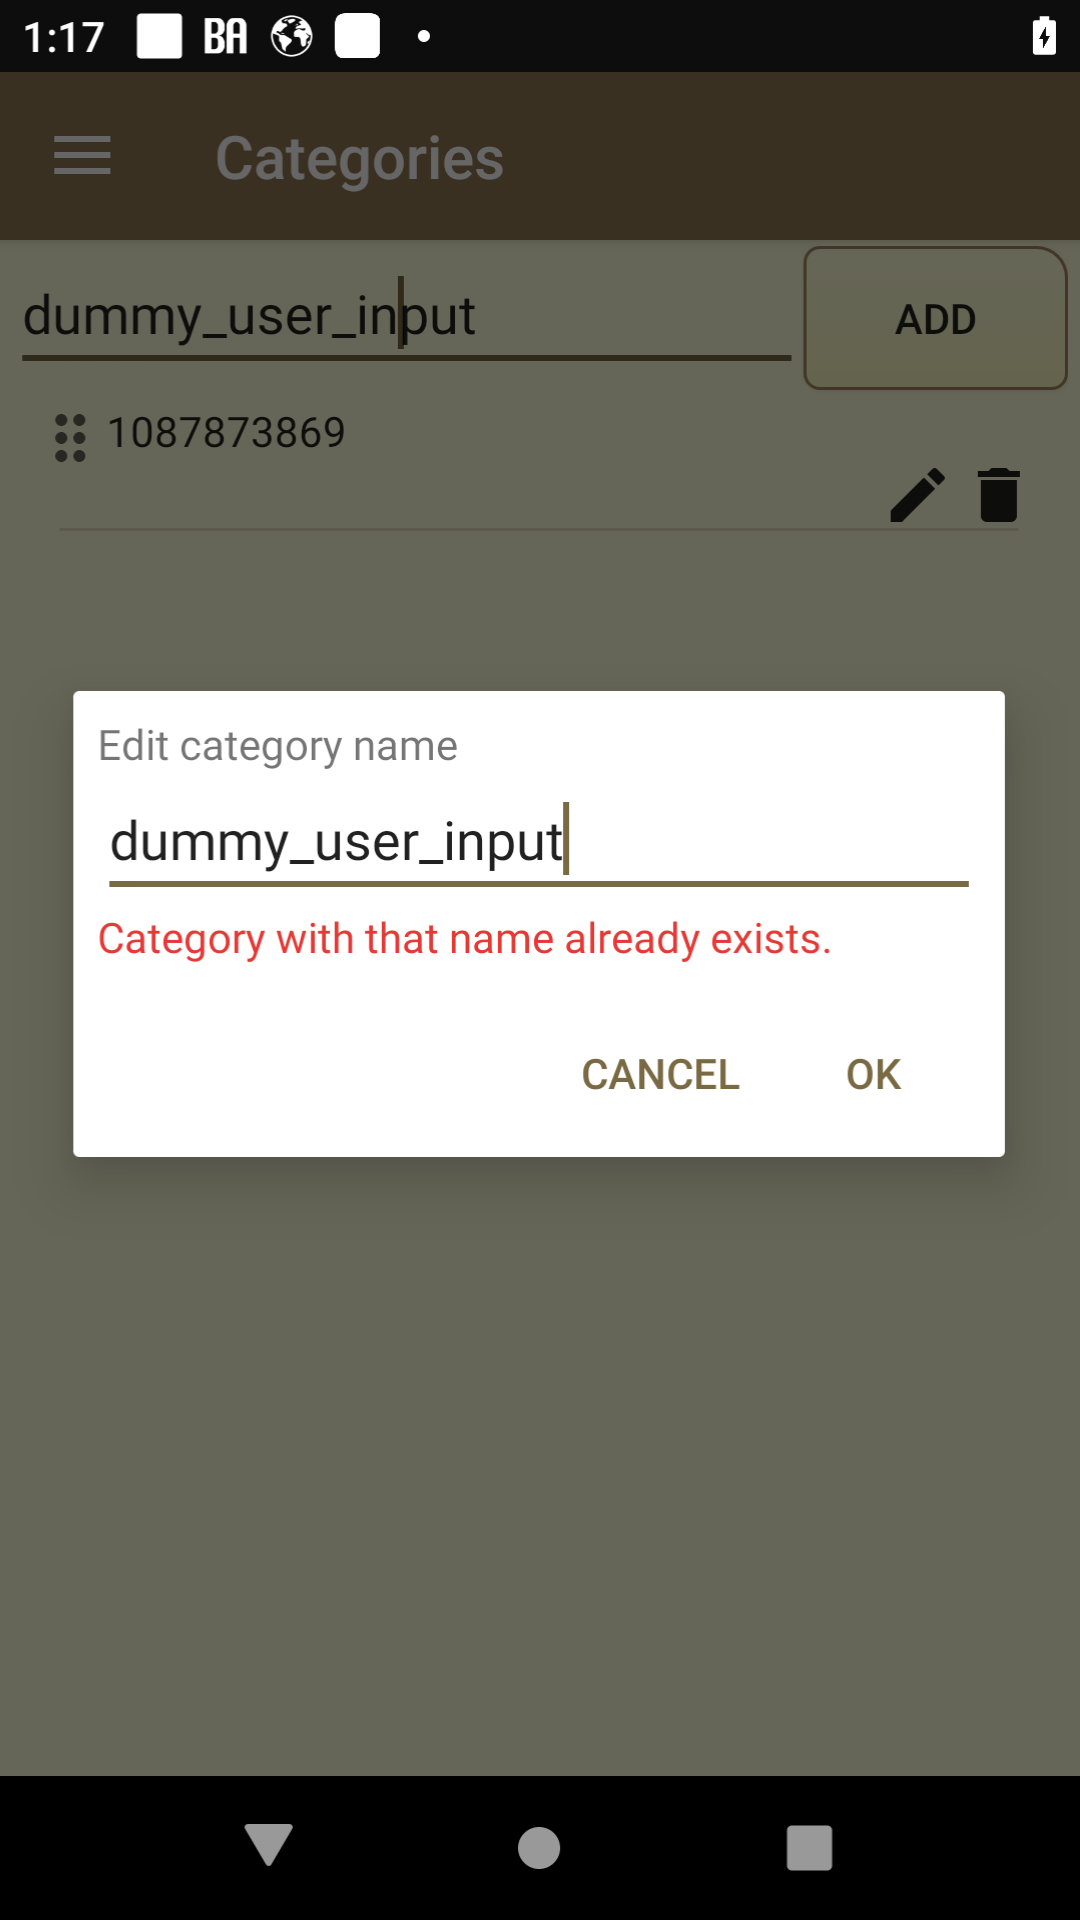 1:17 BA
Categories
dummy_user_input
ADD
1087873869
Edit category name
dummy_user_input
Category with that name already exists.
CANCEL OK